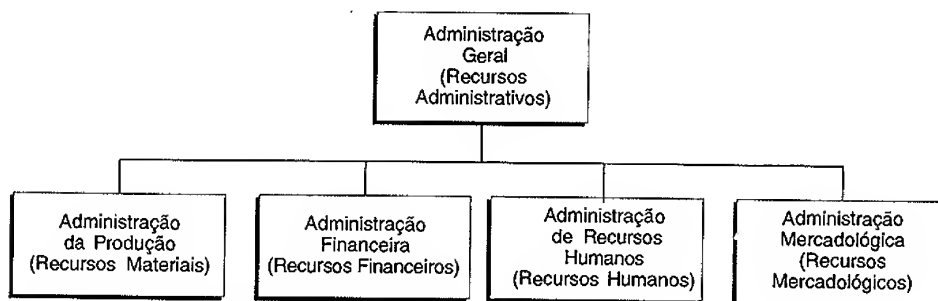 Administração
Geral
(Recursos
Administrativos)
Administração
da Produção
(Recursos Materiais)
Administração
Financeira
(Recursos Financeiros)
Administração
de Recursos
Humanos
(Recursos Humanos)
Administração
Mercadológica
(Recursos
Mercadológicos)